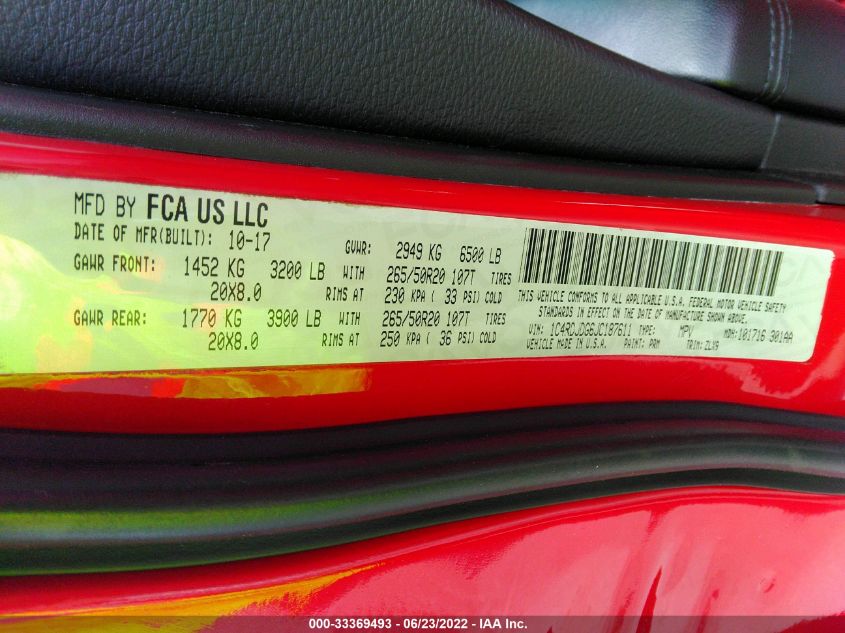 MFD BY FCA US LLC
DATE OF MFR(BUILT): 10-17 GVWR: 2949 KG 6500 LB
GAWR FRONT: 1452 KG 3200 LB WITH 265/50R20 107T TIRES
20X8.0 RIMS AT 230 KPA ( 33 PSI) COLD
GAWR REAR: 1770 KG 3900 LB WITH 265/50R20 107T TIRES
20X8.0 RIMS AT 250 KPA ( 36 PSI) COLD
THIS VEHICLE CONFORMS TO ALL APPLICABLE U.S.A. FEDERAL MOTOR VEHICLE SAFETY
STANDARDS IN EFFECT ON THE DATE OF MANUFACTURE SHOWN ABOVE.
VIN: 1C4RDJDG6JC187611 TYPE: MPV MDH: 101716 301AA
VEHICLE MADE IN U.S.A. PAINT: PRM TRIM: ZLX9
000-33369493 - 06/23/2022 - IAA Inc.